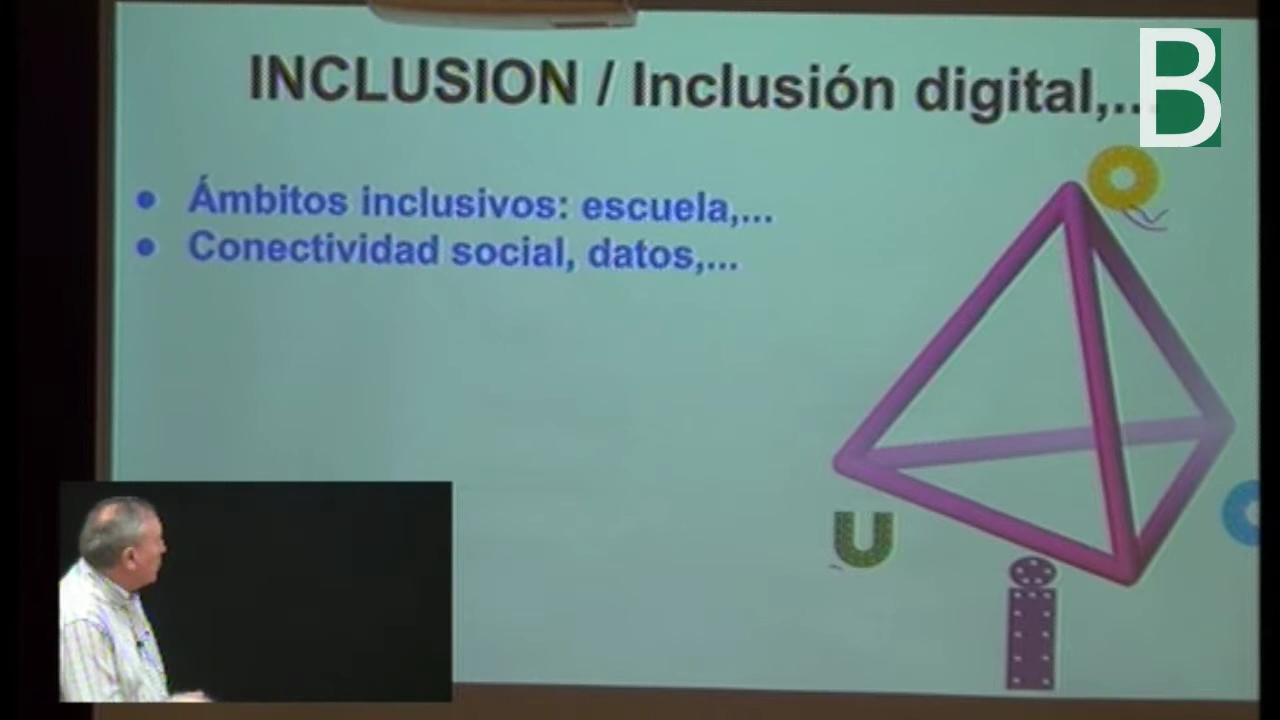 INCLUSION / Inclusión digital,...
B
● Ámbitos inclusivos: escuela,...
● Conectividad social, datos,...
O
U
i